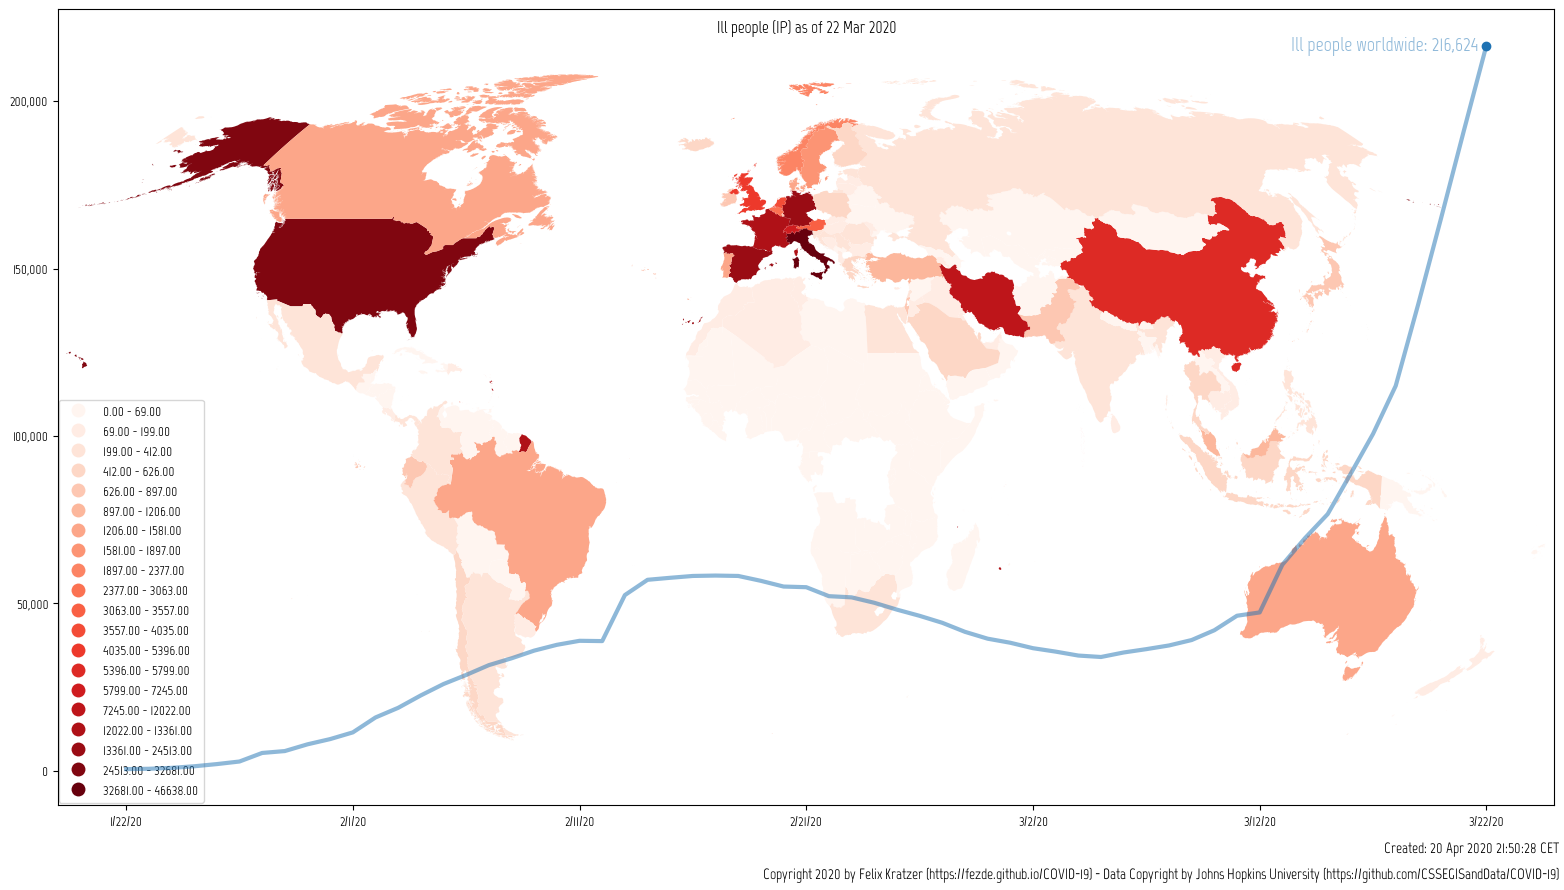 Ill people (IP) as of 22 Mar 2020
Ill people worldwide: 216,624
200,000
150,000
100,000
50,000
0
0.00 - 69.00
69.00 - 199.00
199.00 - 412.00
412.00 - 626.00
626.00 - 897.00
897.00 - 1206.00
1206.00 - 1581.00
1581.00 - 1897.00
1897.00 - 2377.00
2377.00 - 3063.00
3063.00 - 3557.00
3557.00 - 4035.00
4035.00 - 5396.00
5396.00 - 5799.00
5799.00 - 7245.00
7245.00 - 12022.00
12022.00 - 13361.00
13361.00 - 24513.00
24513.00 - 32681.00
32681.00 - 46638.00
1/22/20
2/1/20
2/11/20
2/21/20
3/2/20
3/12/20
3/22/20
Created: 20 Apr 2020 21:50:28 CET
Copyright 2020 by Felix Kratzer (https://fezde.github.io/COVID-19) - Data Copyright by Johns Hopkins University (https://github.com/CSSEGISandData/COVID-19)